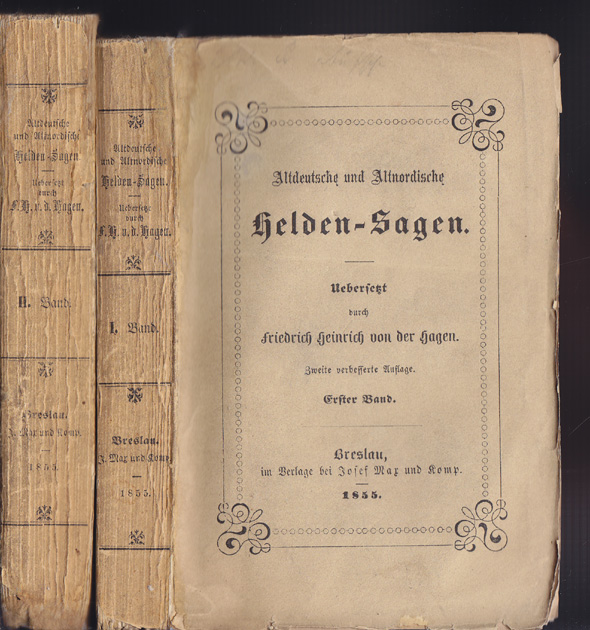 Altdeutsche
und Altnordische
Helden-Sagen.
Uebersetzt
durch
F. H. v. d. Hagen.
II. Band.
Breslau.
J. Max und Komp.
1855.
Altdeutsche
und Altnordische
Helden-Sagen.
Uebersetzt
durch
F. H. v. d. Hagen.
I. Band.
Breslau.
J. Max und Komp.
1855.
Altdeutsche und Altnordische
Helden-Sagen.
Uebersetzt
durch
Friedrich Heinrich von der Hagen.
Zweite verbesserte Auflage.
Erster Band.
Breslau,
im Verlage bei Josef Max und Komp.
1855.